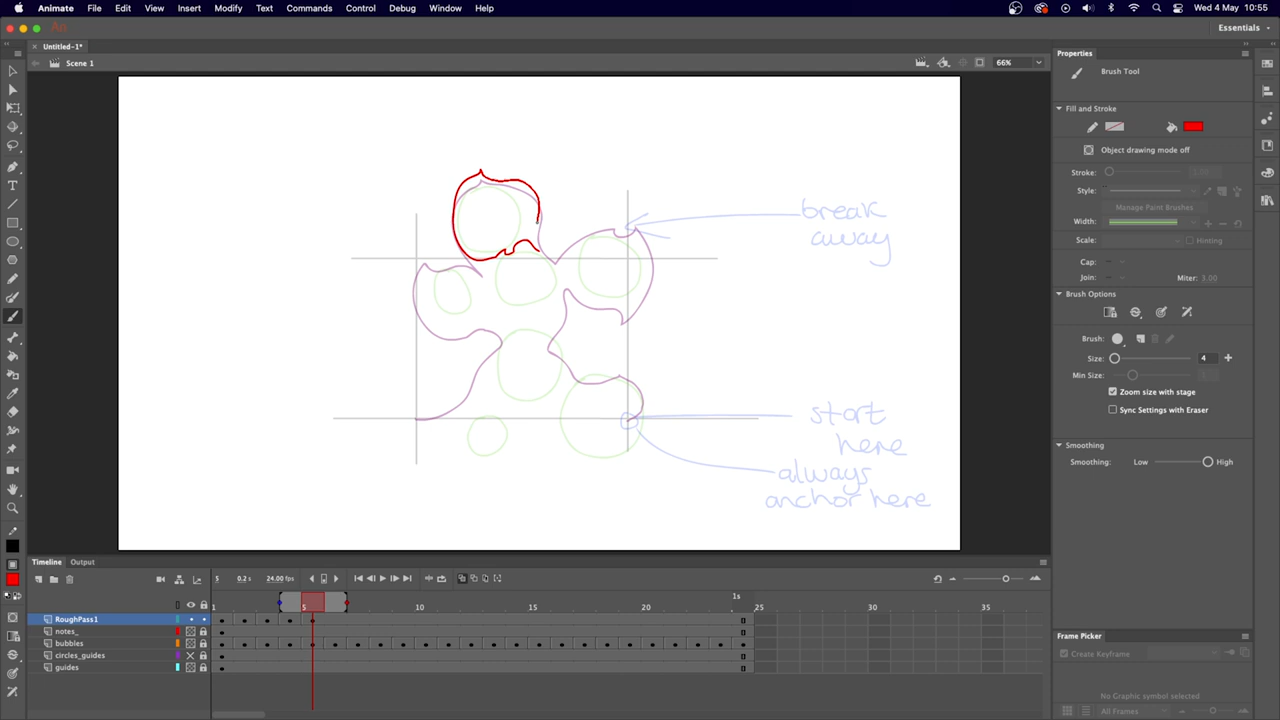 Animate File Edit View Insert Modify Text Commands Control Debug Window Help Wed 4 May 10:55
An Essentials
Untitled-1*
Scene 1 66%
Properties
Brush Tool
Fill and Stroke
Object drawing mode off
Stroke:
Style:
Manage Paint Brushes
Width:
Scale: Hinting
Cap:
Join: Miter: 3.00
Brush Options
Brush:
Size: 4
Min Size:
Zoom size with stage
Sync Settings with Eraser
Smoothing
Smoothing: Low High
break
away
start
here
always
anchor here
Timeline Output
5 0.2 s 24.00 fps
1s
1 5 10 15 20 25 30 35
RoughPass1
notes_
bubbles
circles_guides
guides
Frame Picker
Create Keyframe
No Graphic symbol selected
All Frames